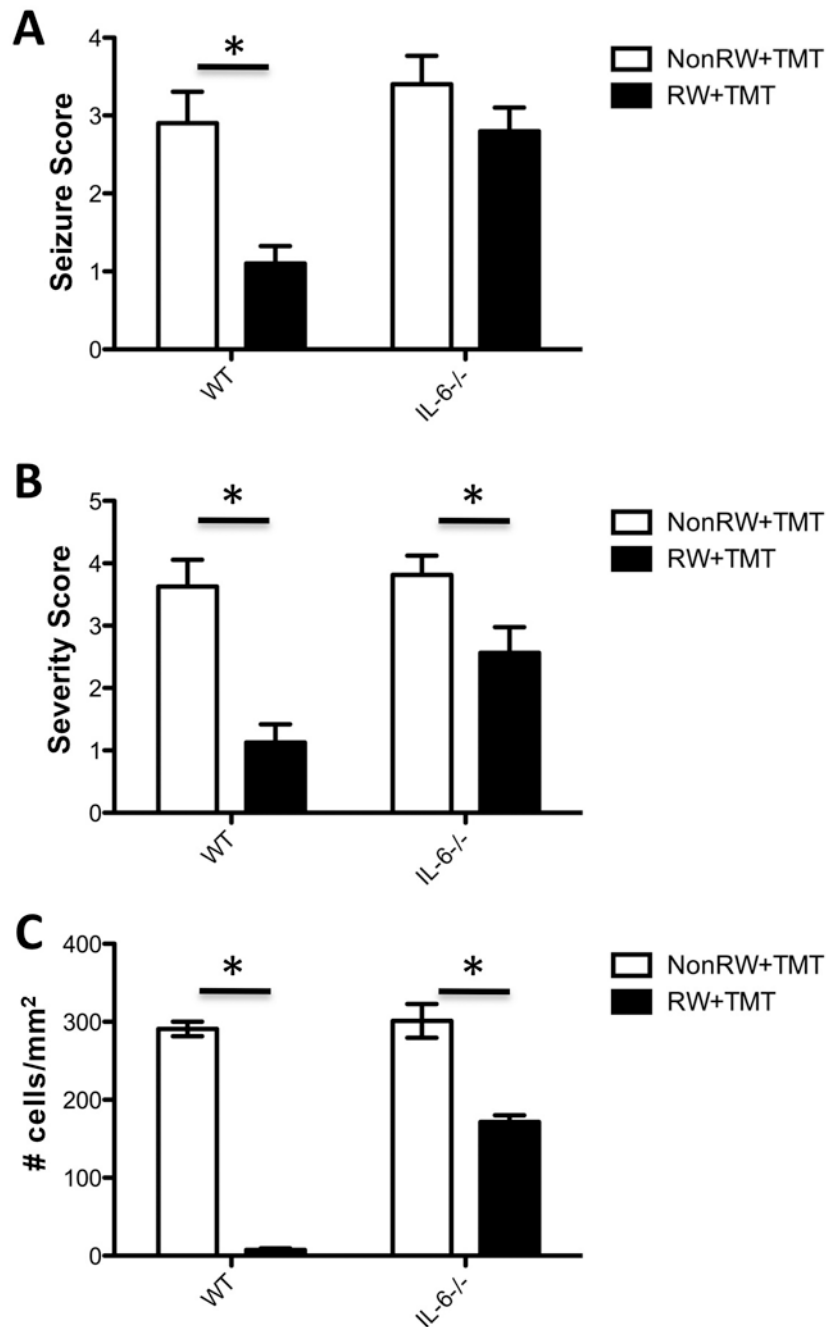 A
Seizure Score
4
3
2
1
0
*
WT
IL-6-/-
NonRW+TMT
RW+TMT
B
Severity Score
5
4
3
2
1
0
*
*
WT
IL-6-/-
NonRW+TMT
RW+TMT
C
# cells/mm²
400
300
200
100
0
*
*
WT
IL-6-/-
NonRW+TMT
RW+TMT